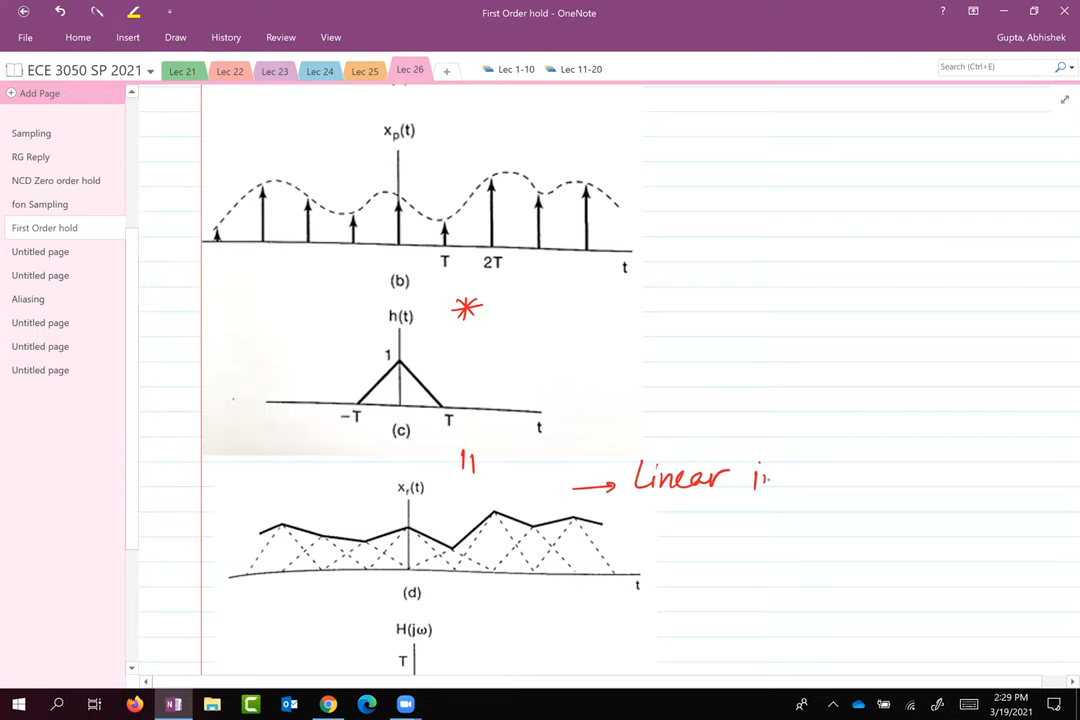 First Order hold - OneNote
?
File Home Insert Draw History Review View
Gupta, Abhishek
ECE 3050 SP 2021
Lec 21 Lec 22 Lec 23 Lec 24 Lec 25 Lec 26 + Lec 1-10 Lec 11-20
Search (Ctrl+E)
Add Page
Sampling
RG Reply
NCD Zero order hold
fon Sampling
First Order hold
Untitled page
Untitled page
Aliasing
Untitled page
Untitled page
Untitled page
xp(t)
T 2T t
(b)
*
h(t)
1
-T T t
(c)
xr(t)
→ Linear
t
(d)
H(jω)
T
2:29 PM
3/19/2021